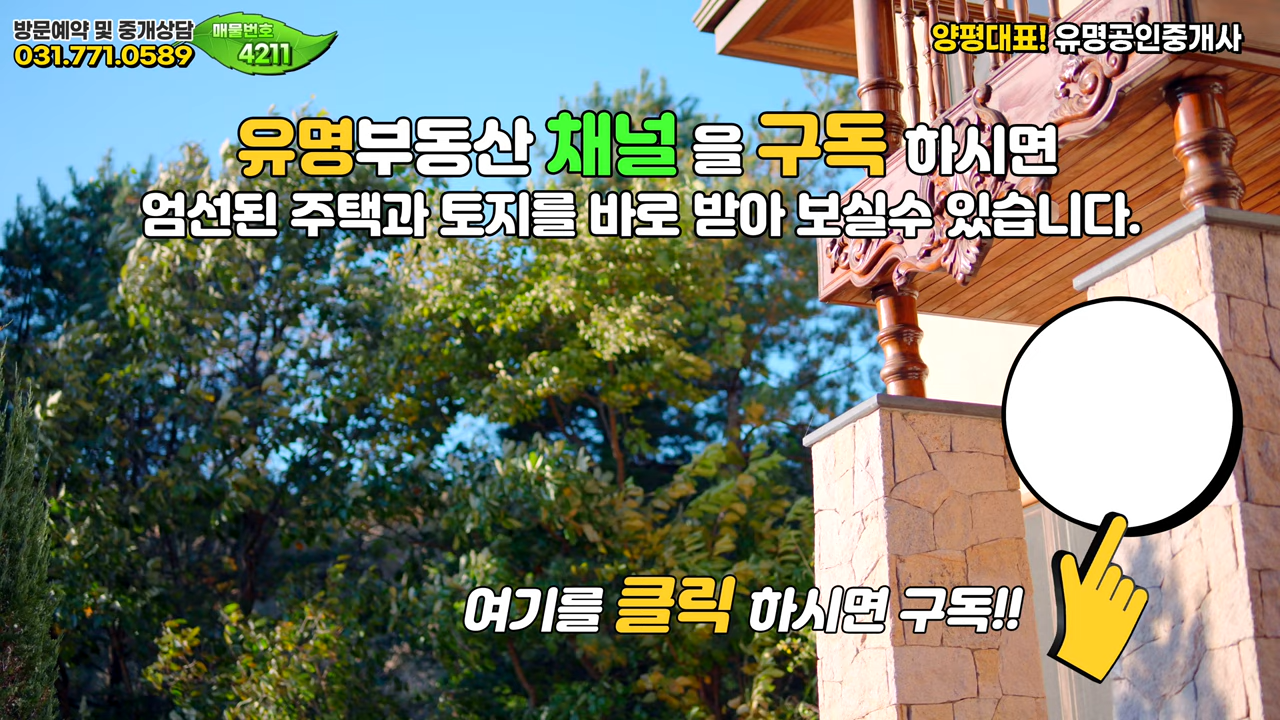 방문예약 및 중개상담
031.771.0589
매물번호
4211
양평대표! 유명공인중개사
유명부동산 채널 을 구독 하시면
엄선된 주택과 토지를 바로 받아 보실수 있습니다.
여기를 클릭 하시면 구독!!